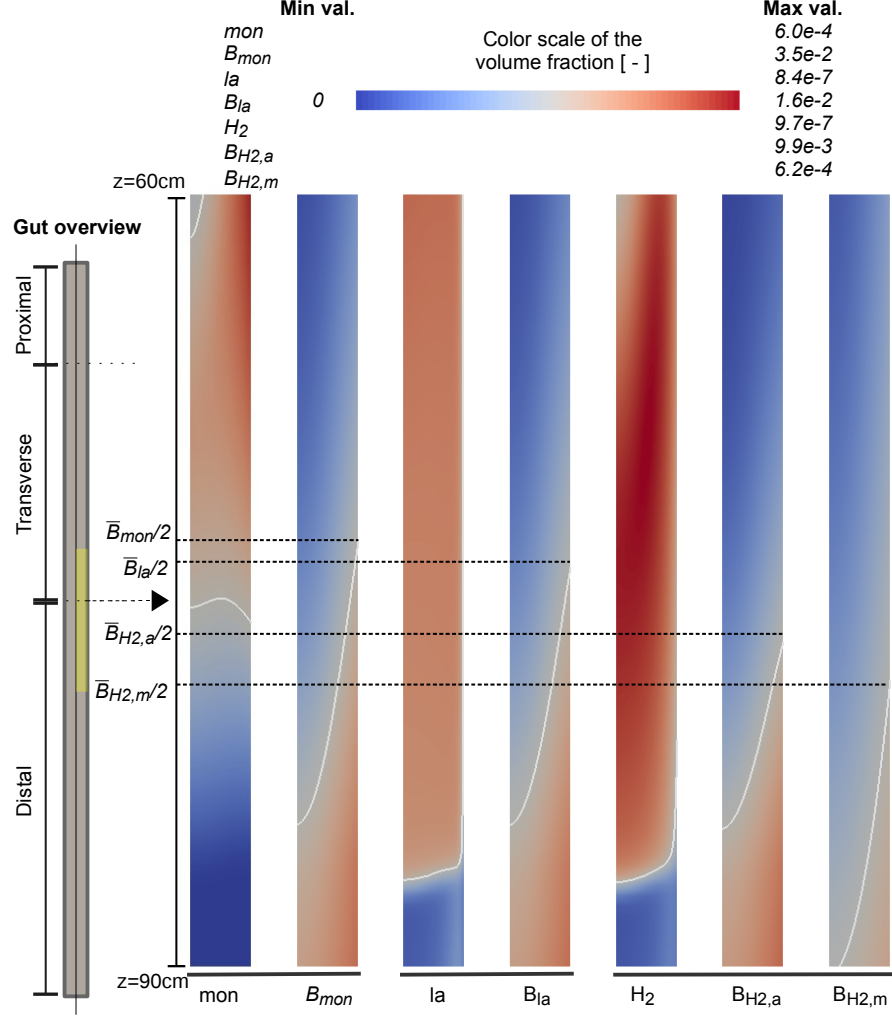 Min val.
Max val.
mon
6.0e-4
B_mon
3.5e-2
la
8.4e-7
B_la
1.6e-2
H_2
9.7e-7
B_H2,a
9.9e-3
B_H2,m
6.2e-4
Color scale of the
volume fraction [ - ]
0
z=60cm
Gut overview
Proximal
Transverse
Distal
B̅_mon/2
B̅_la/2
B̅_H2,a/2
B̅_H2,m/2
z=90cm
mon
B_mon
la
B_la
H_2
B_H2,a
B_H2,m